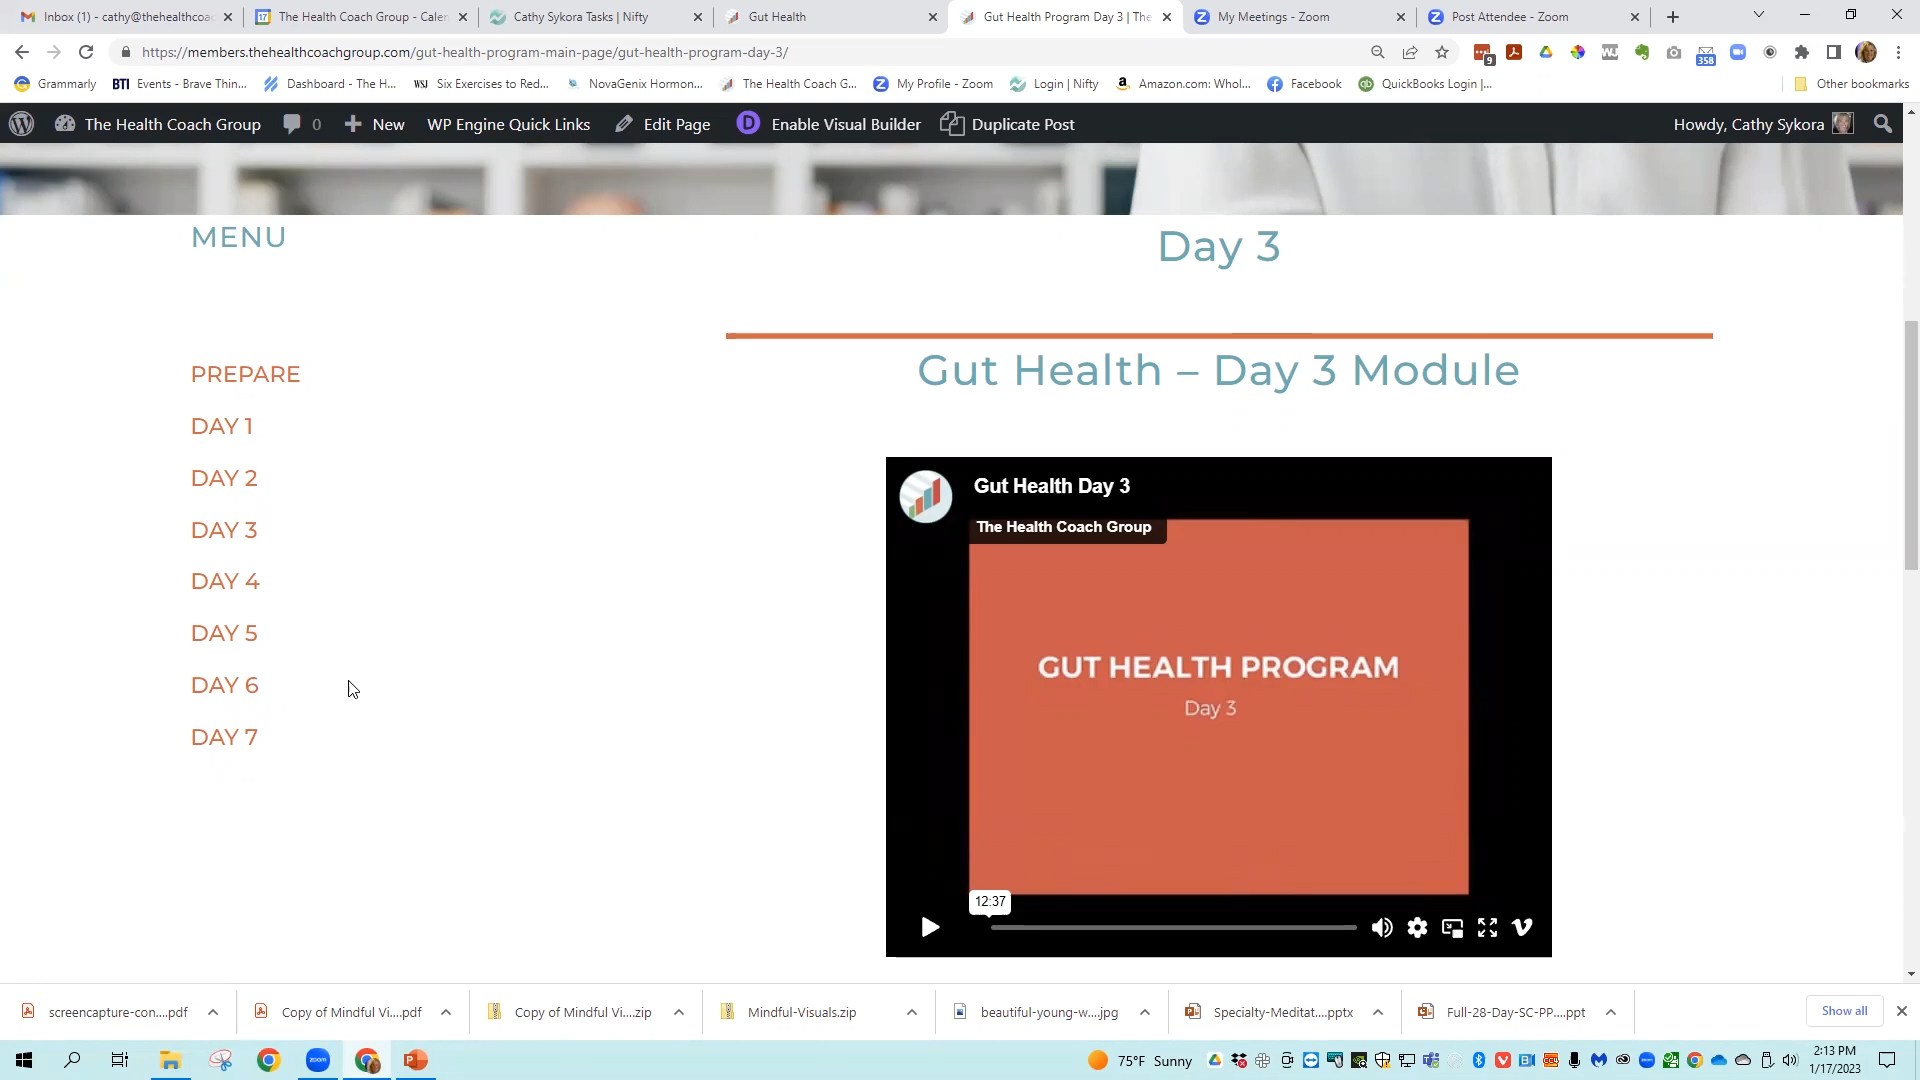 Inbox (1) - cathy@thehealthcoac
The Health Coach Group - Calen
Cathy Sykora Tasks | Nifty
Gut Health
Gut Health Program Day 3 | The
My Meetings - Zoom
Post Attendee - Zoom
https://members.thehealthcoachgroup.com/gut-health-program-main-page/gut-health-program-day-3/
9
358
Grammarly
BTI Events - Brave Thin...
Dashboard - The H...
WSJ Six Exercises to Red...
NovaGenix Hormon...
The Health Coach G...
My Profile - Zoom
Login | Nifty
Amazon.com: Whol...
Facebook
QuickBooks Login |...
Other bookmarks
The Health Coach Group
0
New
WP Engine Quick Links
Edit Page
D Enable Visual Builder
Duplicate Post
Howdy, Cathy Sykora
MENU
PREPARE
DAY 1
DAY 2
DAY 3
DAY 4
DAY 5
DAY 6
DAY 7
Day 3
Gut Health – Day 3 Module
Gut Health Day 3
The Health Coach Group
GUT HEALTH PROGRAM
Day 3
12:37
screencapture-con....pdf
Copy of Mindful Vi....pdf
Copy of Mindful Vi....zip
Mindful-Visuals.zip
beautiful-young-w....jpg
Specialty-Meditat....pptx
Full-28-Day-SC-PP....ppt
Show all
zoom
75°F Sunny
2:13 PM
1/17/2023